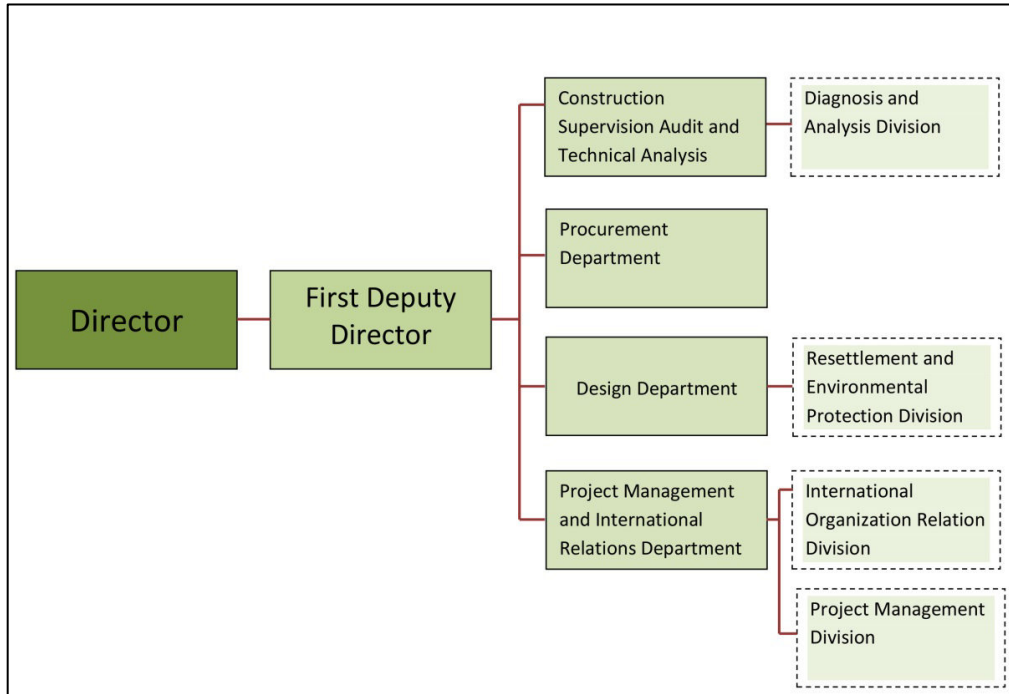 Director
First Deputy
Director
Construction
Supervision Audit and
Technical Analysis
Diagnosis and
Analysis Division
Procurement
Department
Design Department
Resettlement and
Environmental
Protection Division
Project Management
and International
Relations Department
International
Organization Relation
Division
Project Management
Division